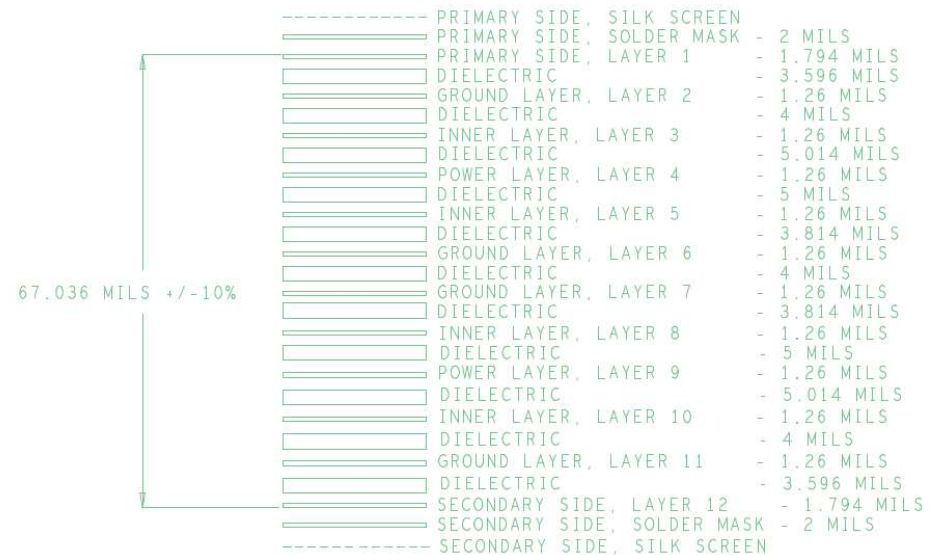 PRIMARY SIDE, SILK SCREEN
PRIMARY SIDE, SOLDER MASK - 2 MILS
PRIMARY SIDE, LAYER 1 - 1.794 MILS
DIELECTRIC - 3.596 MILS
GROUND LAYER, LAYER 2 - 1.26 MILS
DIELECTRIC - 4 MILS
INNER LAYER, LAYER 3 - 1.26 MILS
DIELECTRIC - 5.014 MILS
POWER LAYER, LAYER 4 - 1.26 MILS
DIELECTRIC - 5 MILS
INNER LAYER, LAYER 5 - 1.26 MILS
DIELECTRIC - 3.814 MILS
GROUND LAYER, LAYER 6 - 1.26 MILS
DIELECTRIC - 4 MILS
67.036 MILS +/-10%
GROUND LAYER, LAYER 7 - 1.26 MILS
DIELECTRIC - 3.814 MILS
INNER LAYER, LAYER 8 - 1.26 MILS
DIELECTRIC - 5 MILS
POWER LAYER, LAYER 9 - 1.26 MILS
DIELECTRIC - 5.014 MILS
INNER LAYER, LAYER 10 - 1.26 MILS
DIELECTRIC - 4 MILS
GROUND LAYER, LAYER 11 - 1.26 MILS
DIELECTRIC - 3.596 MILS
SECONDARY SIDE, LAYER 12 - 1.794 MILS
SECONDARY SIDE, SOLDER MASK - 2 MILS
SECONDARY SIDE, SILK SCREEN